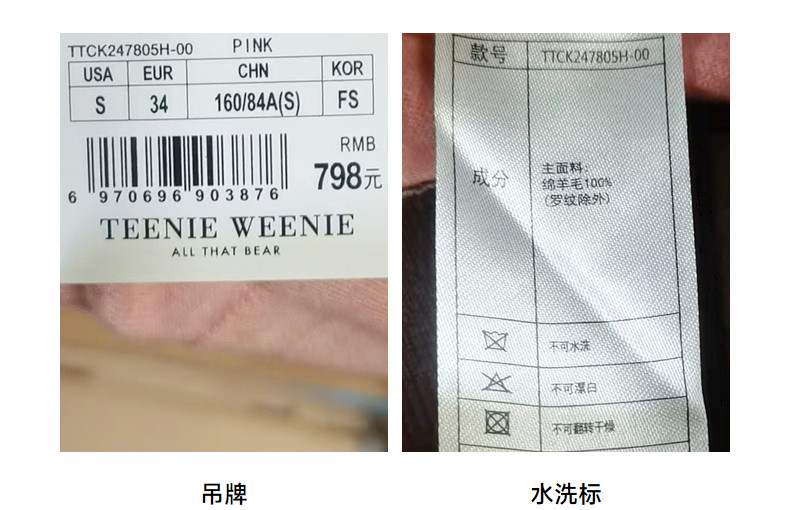 TTCK247805H-00 PINK
USA EUR CHN KOR
S 34 160/84A(S) FS
RMB
798元
6 970696 903876
TEENIE WEENIE
ALL THAT BEAR
款号 TTCK247805H-00
成分
主面料:
绵羊毛100%
(罗纹除外)
不可水洗
不可漂白
不可翻转干燥
吊牌
水洗标